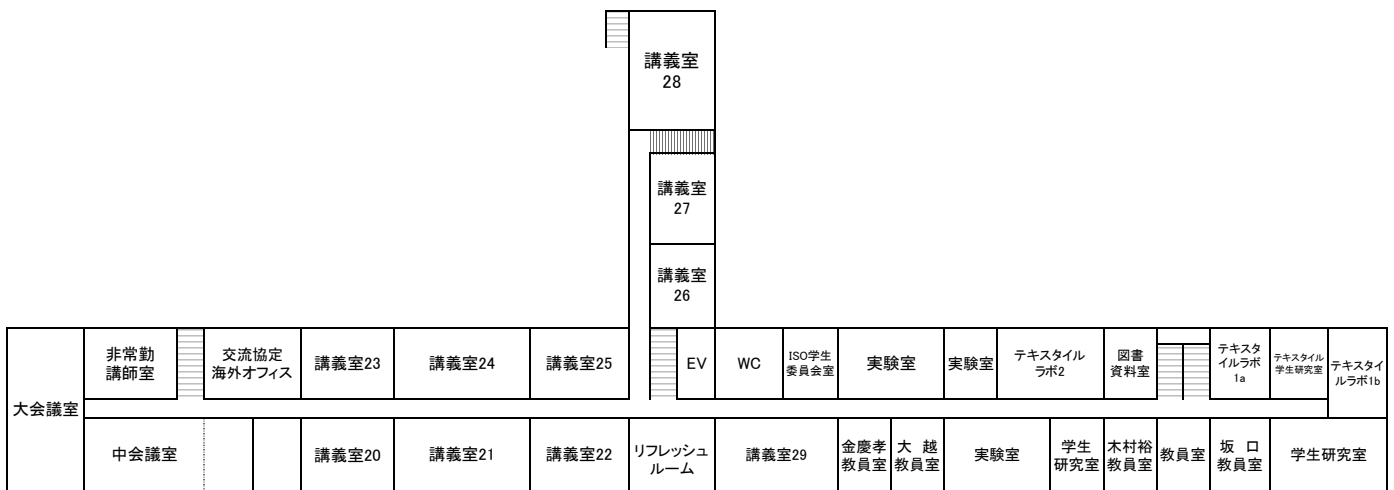 講義室
28
講義室
27
講義室
26
非常勤
講師室
交流協定
海外オフィス
講義室23
講義室24
講義室25
EV
WC
ISO学生
委員会室
実験室
実験室
テキスタイル
ラボ2
図書
資料室
テキスタ
イルラボ
1a
テキスタイル
学生研究室
テキスタイ
ルラボ1b
大会議室
中会議室
講義室20
講義室21
講義室22
リフレッシュ
ルーム
講義室29
金慶孝
教員室
大 越
教員室
実験室
学生
研究室
木村裕
教員室
教員室
坂 口
教員室
学生研究室